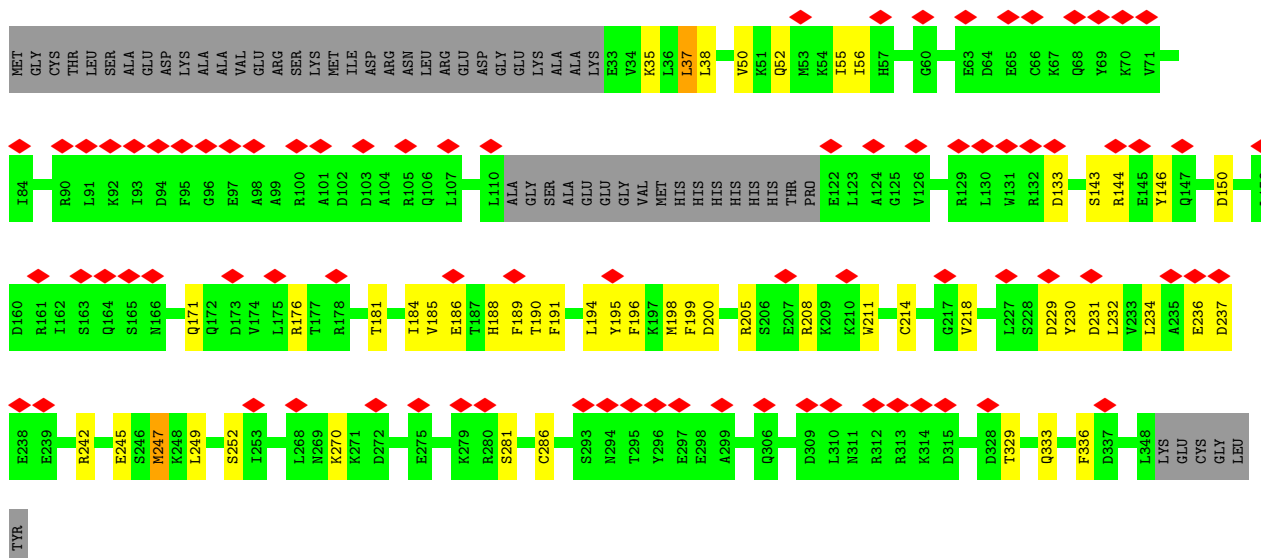 MET GLY CYS THR LEU SER ALA GLU ASP LYS ALA ALA VAL GLU ARG SER LYS MET ILE ASP ARG ASN LEU ARG GLU ASP GLY GLU LYS ALA ALA LYS E33 V34 K35 L36 L37 L38 V50 K51 Q52 M53 K54 I55 I56 H57 G60 E63 D64 E65 C66 K67 Q68 Y69 K70 V71
I84 R90 L91 K92 I93 D94 F95 G96 E97 A98 A99 R100 A101 D102 D103 A104 R105 Q106 L107 L110 ALA GLY SER ALA GLU GLU GLY VAL MET HIS HIS HIS HIS HIS HIS THR PRO E122 L123 A124 G125 V126 R129 L130 W131 R132 D133 S143 R144 E145 Y146 Q147 D150
D160 R161 I162 S163 Q164 S165 N166 Q171 Q172 D173 V174 L175 R176 T177 R178 T181 I184 V185 E186 T187 H188 F189 T190 F191 L194 Y195 F196 K197 M198 F199 D200 R205 S206 E207 R208 K209 K210 W211 C214 G217 V218 L227 S228 D229 Y230 D231 L232 V233 L234 A235 E236 D237
E238 E239 R242 E245 S246 M247 K248 L249 S252 I253 L268 N269 K270 K271 D272 E275 K279 R280 S281 C286 S293 N294 T295 Y296 E297 E298 A299 Q306 D309 L310 N311 R312 R313 K314 D315 D328 T329 Q333 F336 D337 L348 LYS GLU CYS GLY LEU
TYR